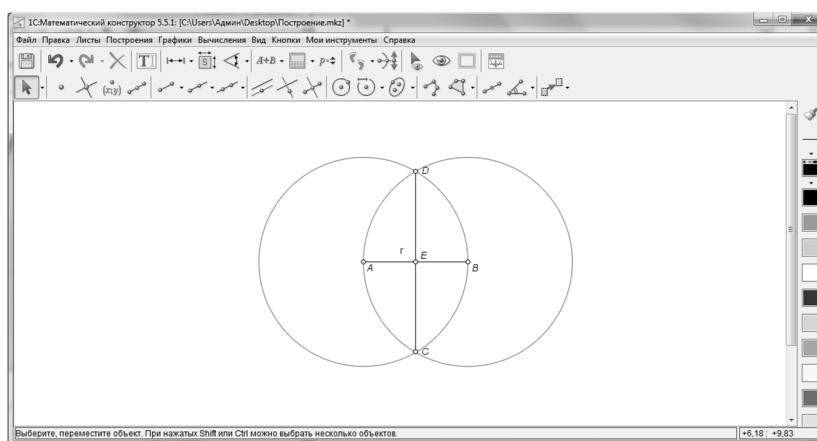 1С:Математический конструктор 5.5.1: [C:\Users\Админ\Desktop\Построение.mkz] *
Файл Правка Листы Построения Графики Вычисления Вид Кнопки Мои инструменты Справка
T S A+B p=
(x;y)
D
r E
A B
C
Выберите, переместите объект. При нажатых Shift или Ctrl можно выбрать несколько объектов. +6,18 : +9,83